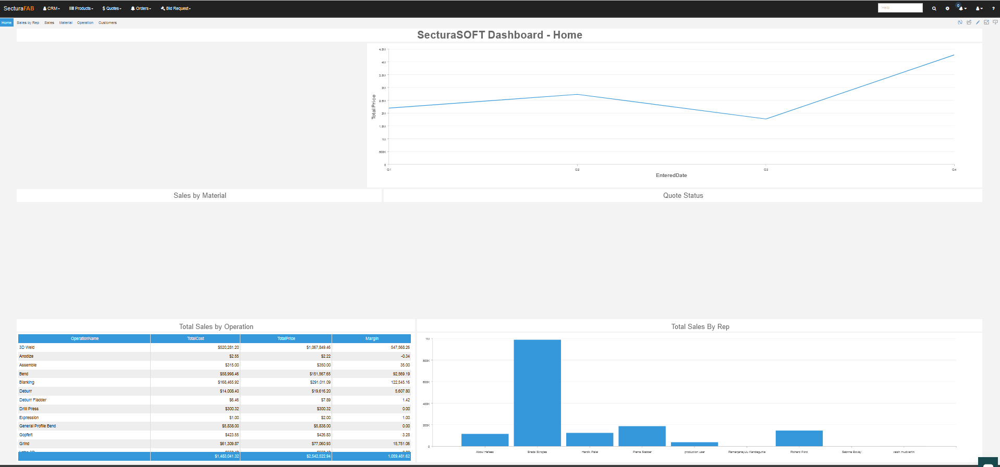 SecturaFAB CRM Products Quotes Orders Bid Request Help 0 ?
Home Sales by Rep Sales Material Operation Customers
SecturaSOFT Dashboard - Home
4.5M
4M
3.5M
3M
2.5M
2M
1.5M
1M
500K
0
Total Price
Q1 Q2 Q3 Q4
EnteredDate
Sales by Material
Quote Status
Total Sales by Operation
OperationName TotalCost TotalPrice Margin
3D Weld $520,281.20 $1,067,849.46 547,568.26
Anodize $2.55 $2.22 -0.34
Assemble $315.00 $350.00 35.00
Bend $58,998.46 $151,567.65 92,569.19
Blanking $168,465.92 $291,011.09 122,545.16
Deburr $14,008.40 $19,616.20 5,607.80
Deburr Fladder $6.46 $7.89 1.42
Drill Press $300.32 $300.32 0.00
Expression $1.00 $2.00 1.00
General Profile Bend $5,838.00 $5,838.00 0.00
Gopfert $423.55 $426.83 3.28
Grind $61,309.87 $77,060.93 15,751.06
$1,483,041.32 $2,542,522.94 1,059,481.62
Total Sales By Rep
1M
800K
600K
400K
200K
0
Abdul Hafeez Brady Stropes Hardik Patel Pierre Slabber production user Ramanjaneyulu Kandagunta Richard Ford Sabrina Bovay vaish mudivarthi